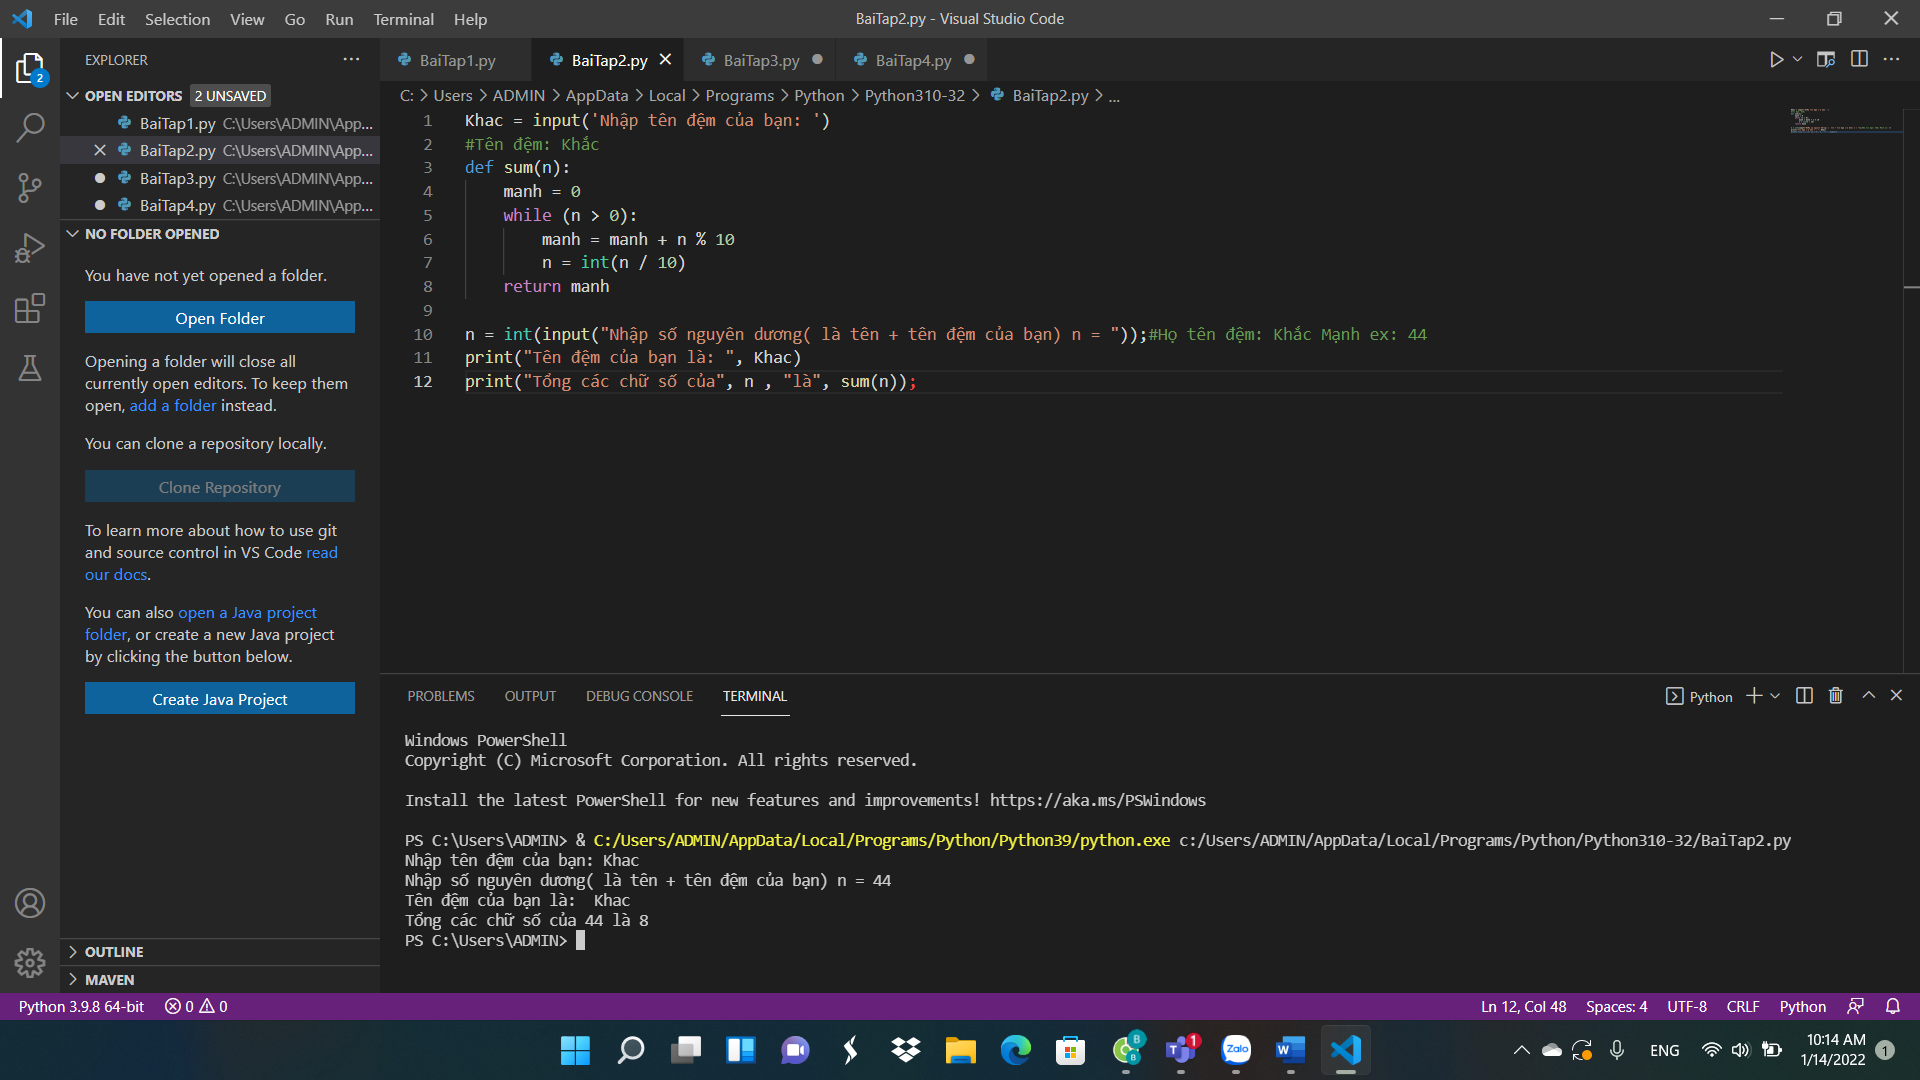 File Edit Selection View Go Run Terminal Help
BaiTap2.py - Visual Studio Code
2
EXPLORER
OPEN EDITORS 2 UNSAVED
BaiTap1.py C:\Users\ADMIN\App...
BaiTap2.py C:\Users\ADMIN\App...
BaiTap3.py C:\Users\ADMIN\App...
BaiTap4.py C:\Users\ADMIN\App...
NO FOLDER OPENED
You have not yet opened a folder.
Open Folder
Opening a folder will close all
currently open editors. To keep them
open, add a folder instead.
You can clone a repository locally.
Clone Repository
To learn more about how to use git
and source control in VS Code read
our docs.
You can also open a Java project
folder, or create a new Java project
by clicking the button below.
Create Java Project
OUTLINE
MAVEN
BaiTap1.py BaiTap2.py BaiTap3.py BaiTap4.py
C: > Users > ADMIN > AppData > Local > Programs > Python > Python310-32 > BaiTap2.py > ...
1 Khac = input('Nhập tên đệm của bạn: ')
2 #Tên đệm: Khắc
3 def sum(n):
4     manh = 0
5     while (n > 0):
6         manh = manh + n % 10
7         n = int(n / 10)
8     return manh
9
10 n = int(input("Nhập số nguyên dương( là tên + tên đệm của bạn) n = "));#Họ tên đệm: Khắc Mạnh ex: 44
11 print("Tên đệm của bạn là: ", Khac)
12 print("Tổng các chữ số của", n , "là", sum(n));
PROBLEMS OUTPUT DEBUG CONSOLE TERMINAL
Python
Windows PowerShell
Copyright (C) Microsoft Corporation. All rights reserved.
Install the latest PowerShell for new features and improvements! https://aka.ms/PSWindows
PS C:\Users\ADMIN> & C:/Users/ADMIN/AppData/Local/Programs/Python/Python39/python.exe c:/Users/ADMIN/AppData/Local/Programs/Python/Python310-32/BaiTap2.py
Nhập tên đệm của bạn: Khac
Nhập số nguyên dương( là tên + tên đệm của bạn) n = 44
Tên đệm của bạn là:  Khac
Tổng các chữ số của 44 là 8
PS C:\Users\ADMIN>
Python 3.9.8 64-bit 0 0
Ln 12, Col 48 Spaces: 4 UTF-8 CRLF Python
B
B
T 1
Zalo
W
ENG
10:14 AM
1/14/2022
1